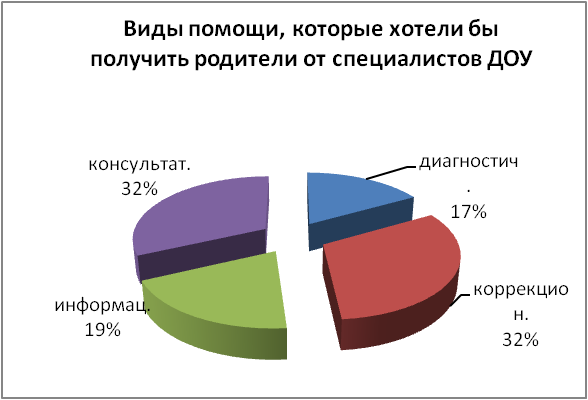 Виды помощи, которые хотели бы
получить родители от специалистов ДОУ
консультат.
32%
диагностич
.
17%
информац.
19%
коррекцио
н.
32%